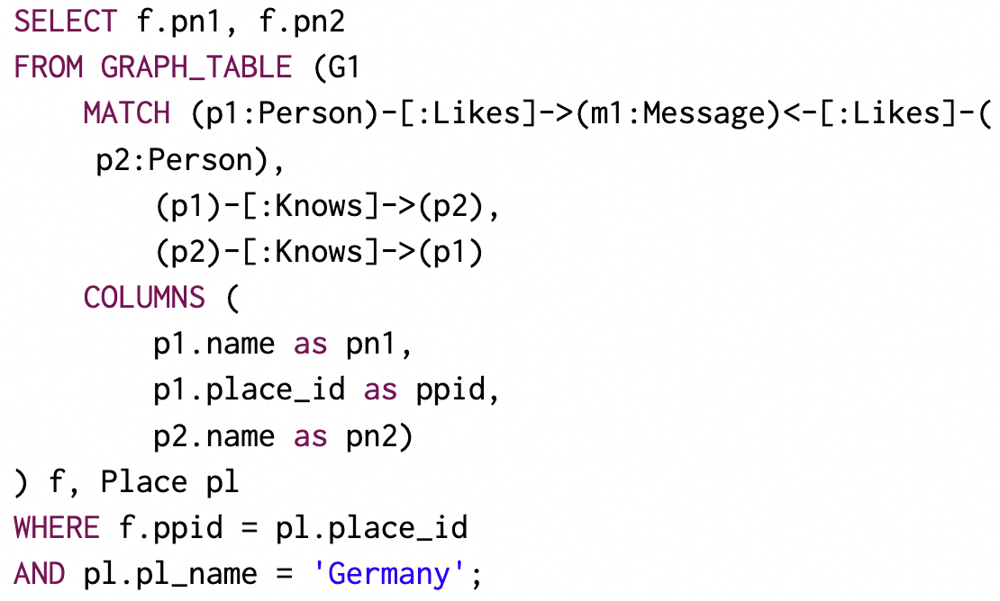 SELECT f.pn1, f.pn2
FROM GRAPH_TABLE (G1
    MATCH (p1:Person)-[:Likes]->(m1:Message)<-[:Likes]-(
    p2:Person),
        (p1)-[:Knows]->(p2),
        (p2)-[:Knows]->(p1)
    COLUMNS (
        p1.name as pn1,
        p1.place_id as ppid,
        p2.name as pn2)
) f, Place pl
WHERE f.ppid = pl.place_id
AND pl.pl_name = 'Germany';